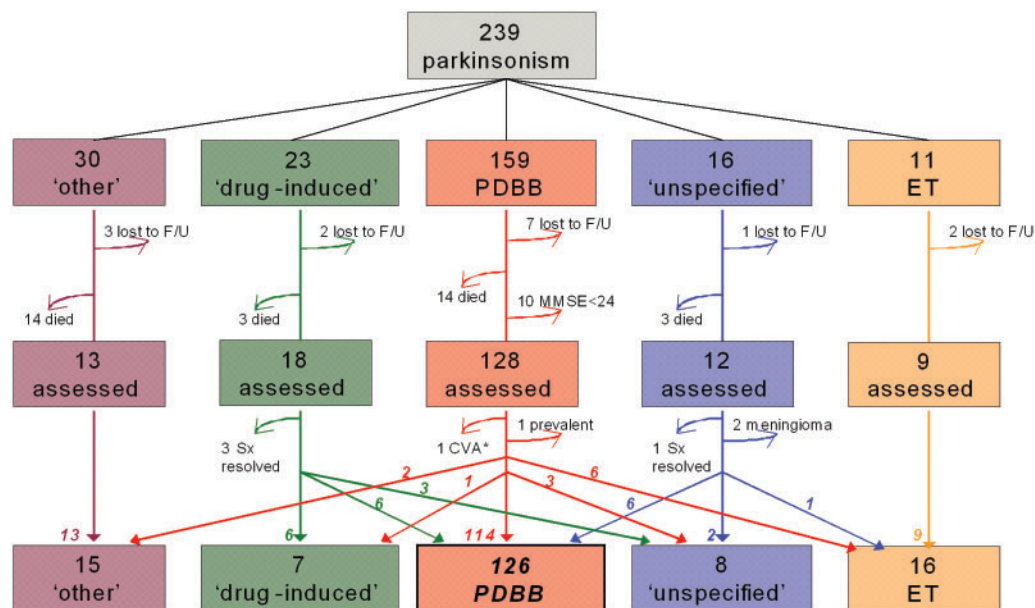 239
parkinsonism
30
'other'
23
'drug-induced'
159
PDBB
16
'unspecified'
11
ET
3 lost to F/U
2 lost to F/U
7 lost to F/U
1 lost to F/U
2 lost to F/U
14 died
3 died
14 died
10 MMSE<24
3 died
13
assessed
18
assessed
128
assessed
12
assessed
9
assessed
3 Sx
resolved
1 CVA*
1 prevalent
1 Sx
resolved
2 meningioma
2
6
1
3
3
6
6
1
13
6
114
2
9
15
'other'
7
'drug-induced'
126
PDBB
8
'unspecified'
16
ET